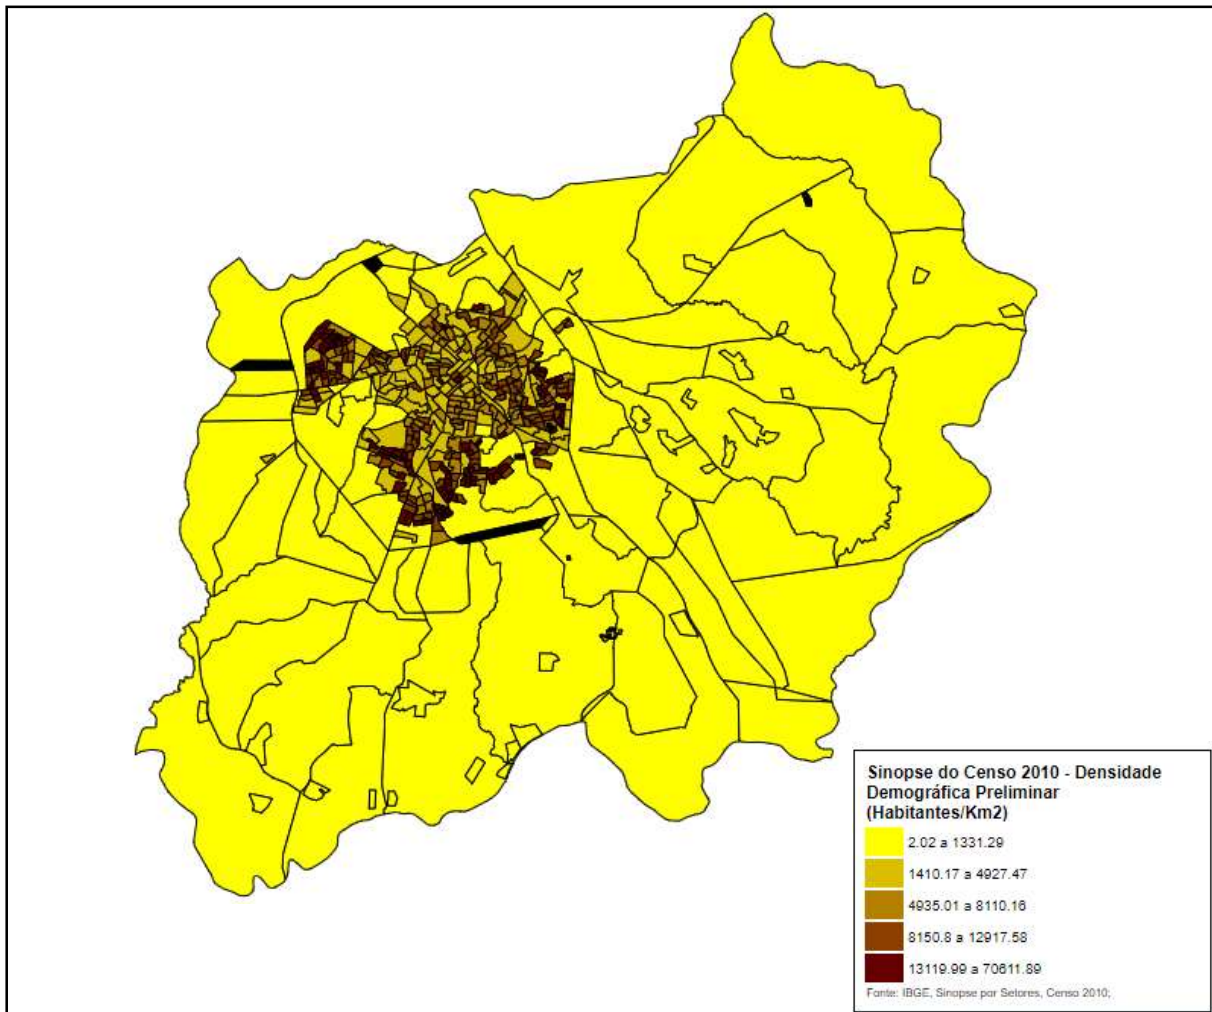 Sinopse do Censo 2010 - Densidade
Demográfica Preliminar
(Habitantes/Km2)
2.02 a 1331.29
1410.17 a 4927.47
4935.01 a 8110.16
8150.8 a 12917.58
13119.99 a 70611.89
Fonte: IBGE, Sinopse por Setores, Censo 2010;